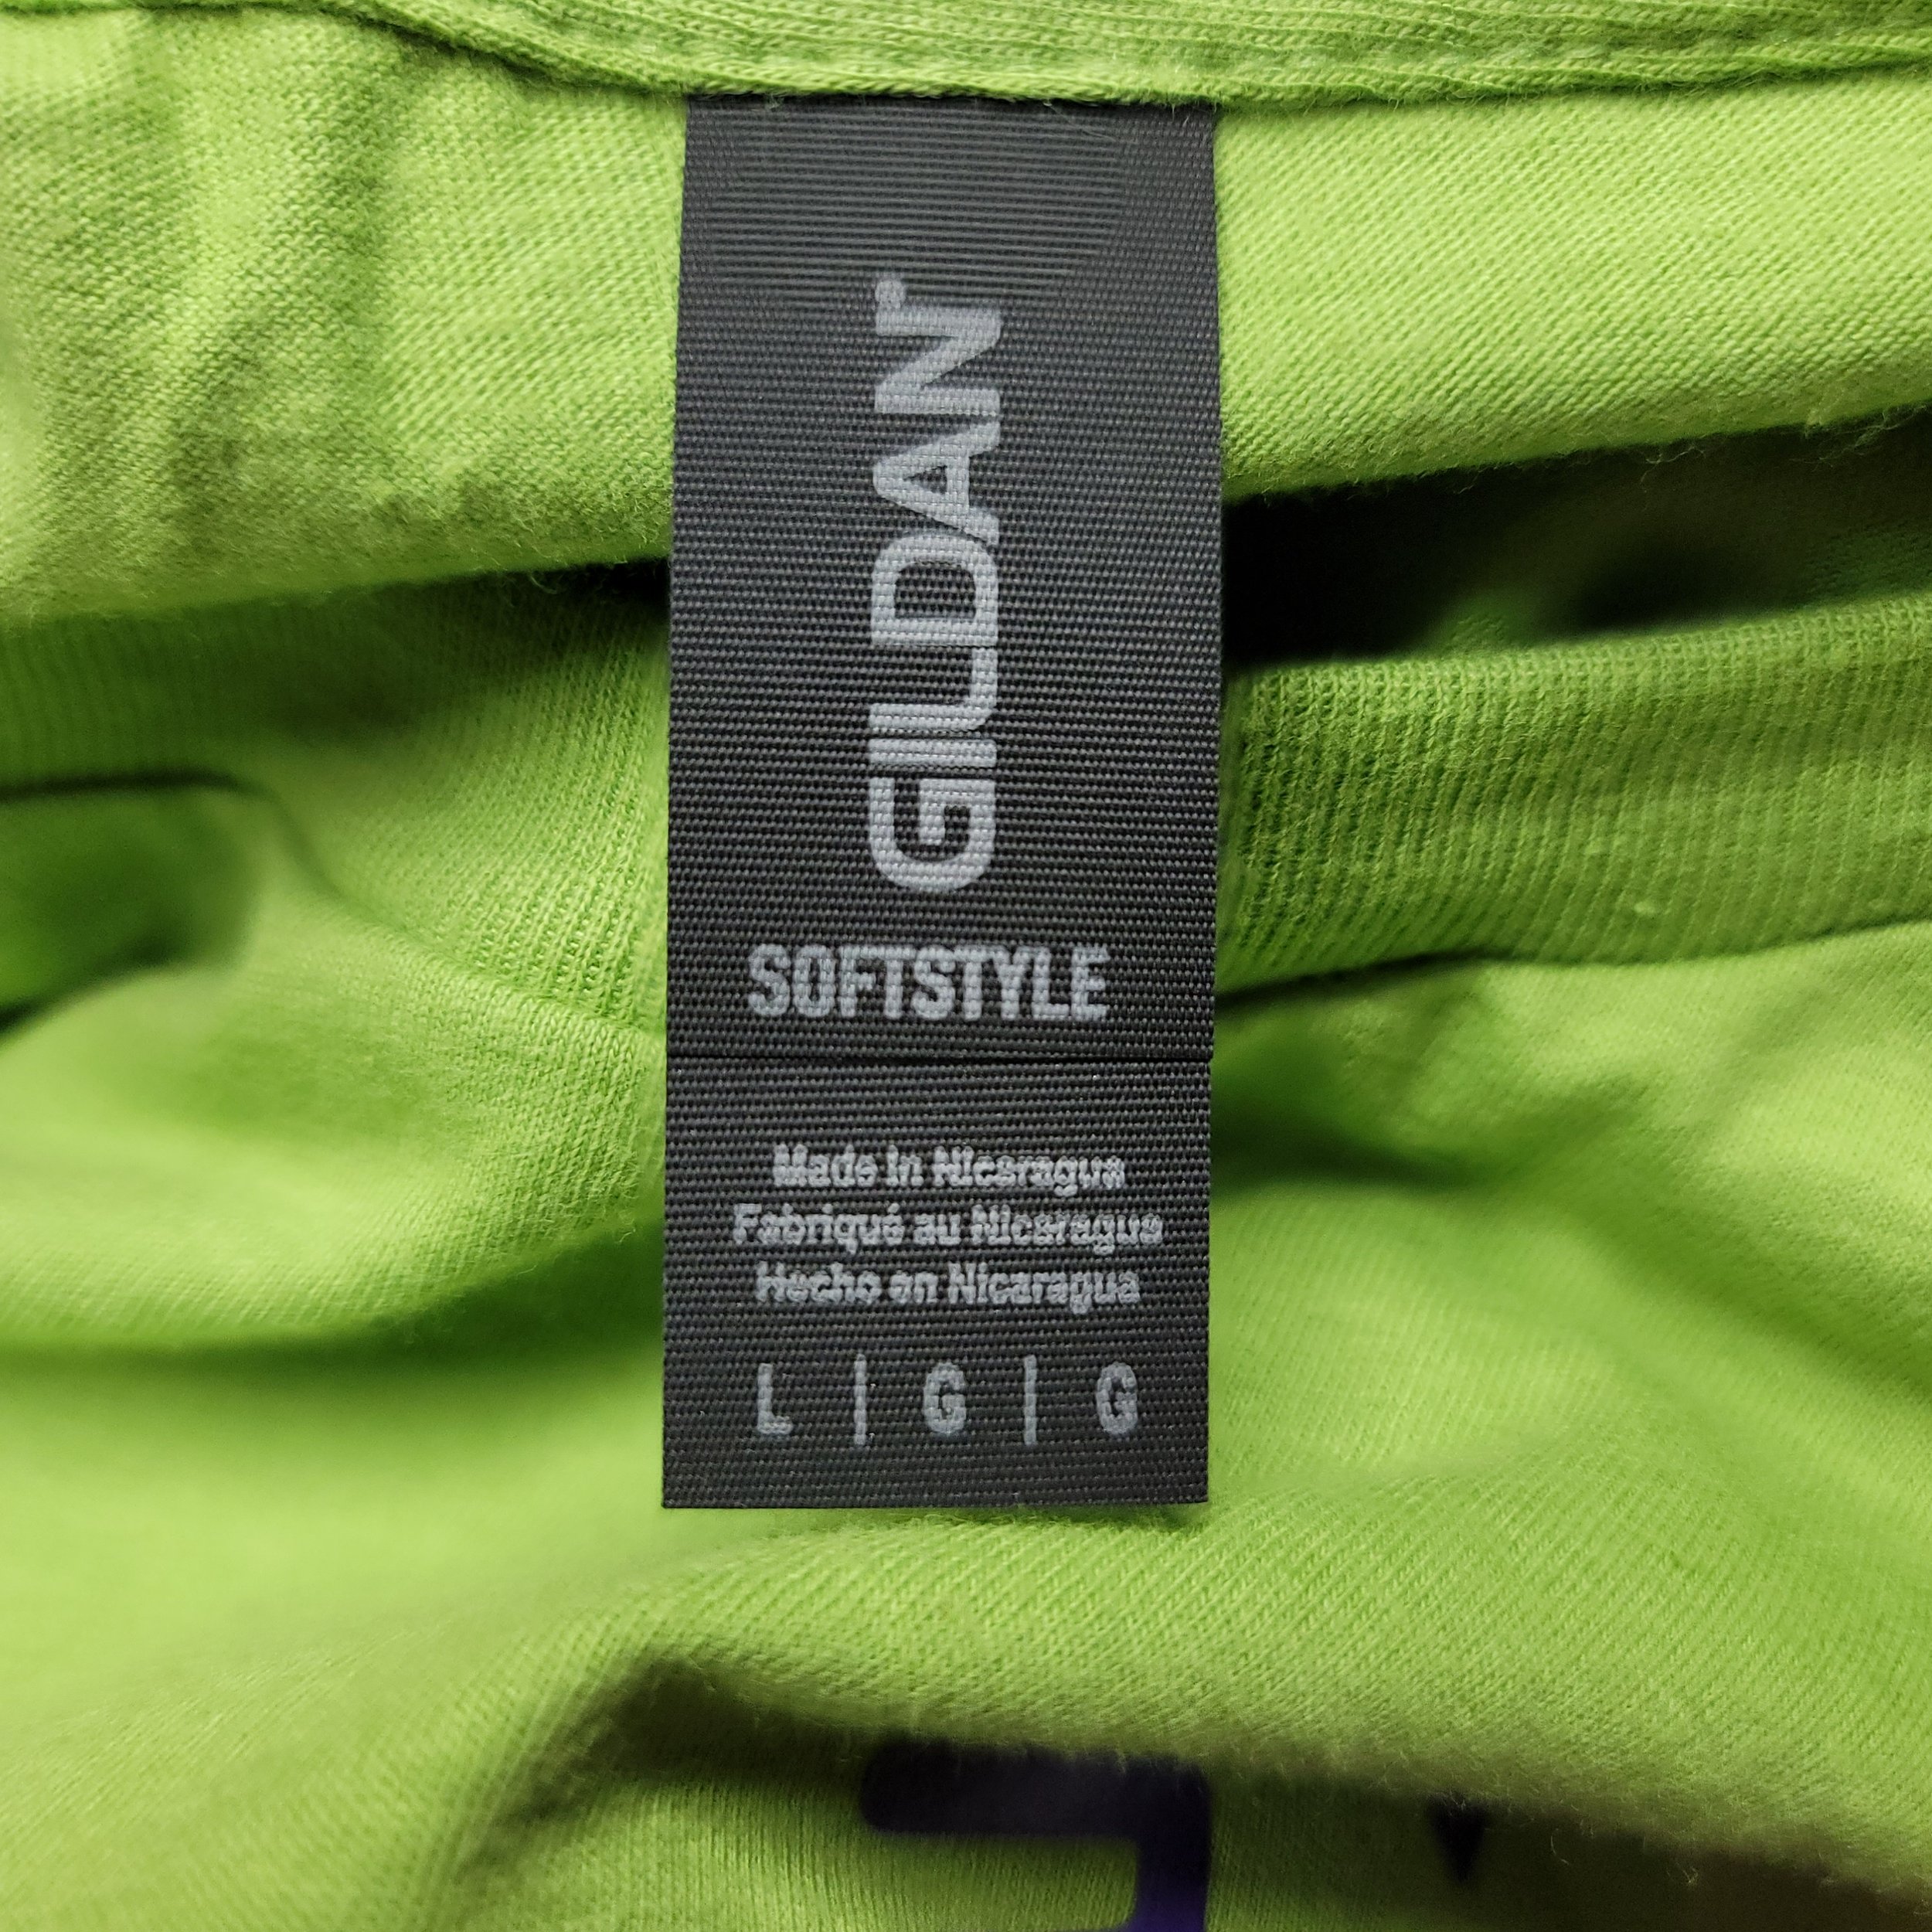 GILDAN
SOFTSTYLE
Made in Nicaragua
Fabriqué au Nicaragua
Hecho en Nicaragua
L | G | G